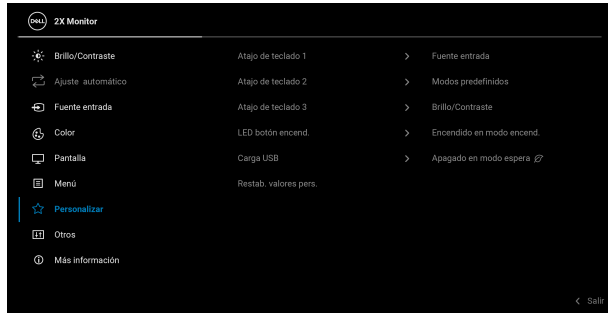 DELL 2X Monitor
Brillo/Contraste Atajo de teclado 1 > Fuente entrada
Ajuste automático Atajo de teclado 2 > Modos predefinidos
Fuente entrada Atajo de teclado 3 > Brillo/Contraste
Color LED botón encend. > Encendido en modo encend.
Pantalla Carga USB > Apagado en modo espera
Menú Restab. valores pers.
Personalizar
Otros
Más información
< Salir